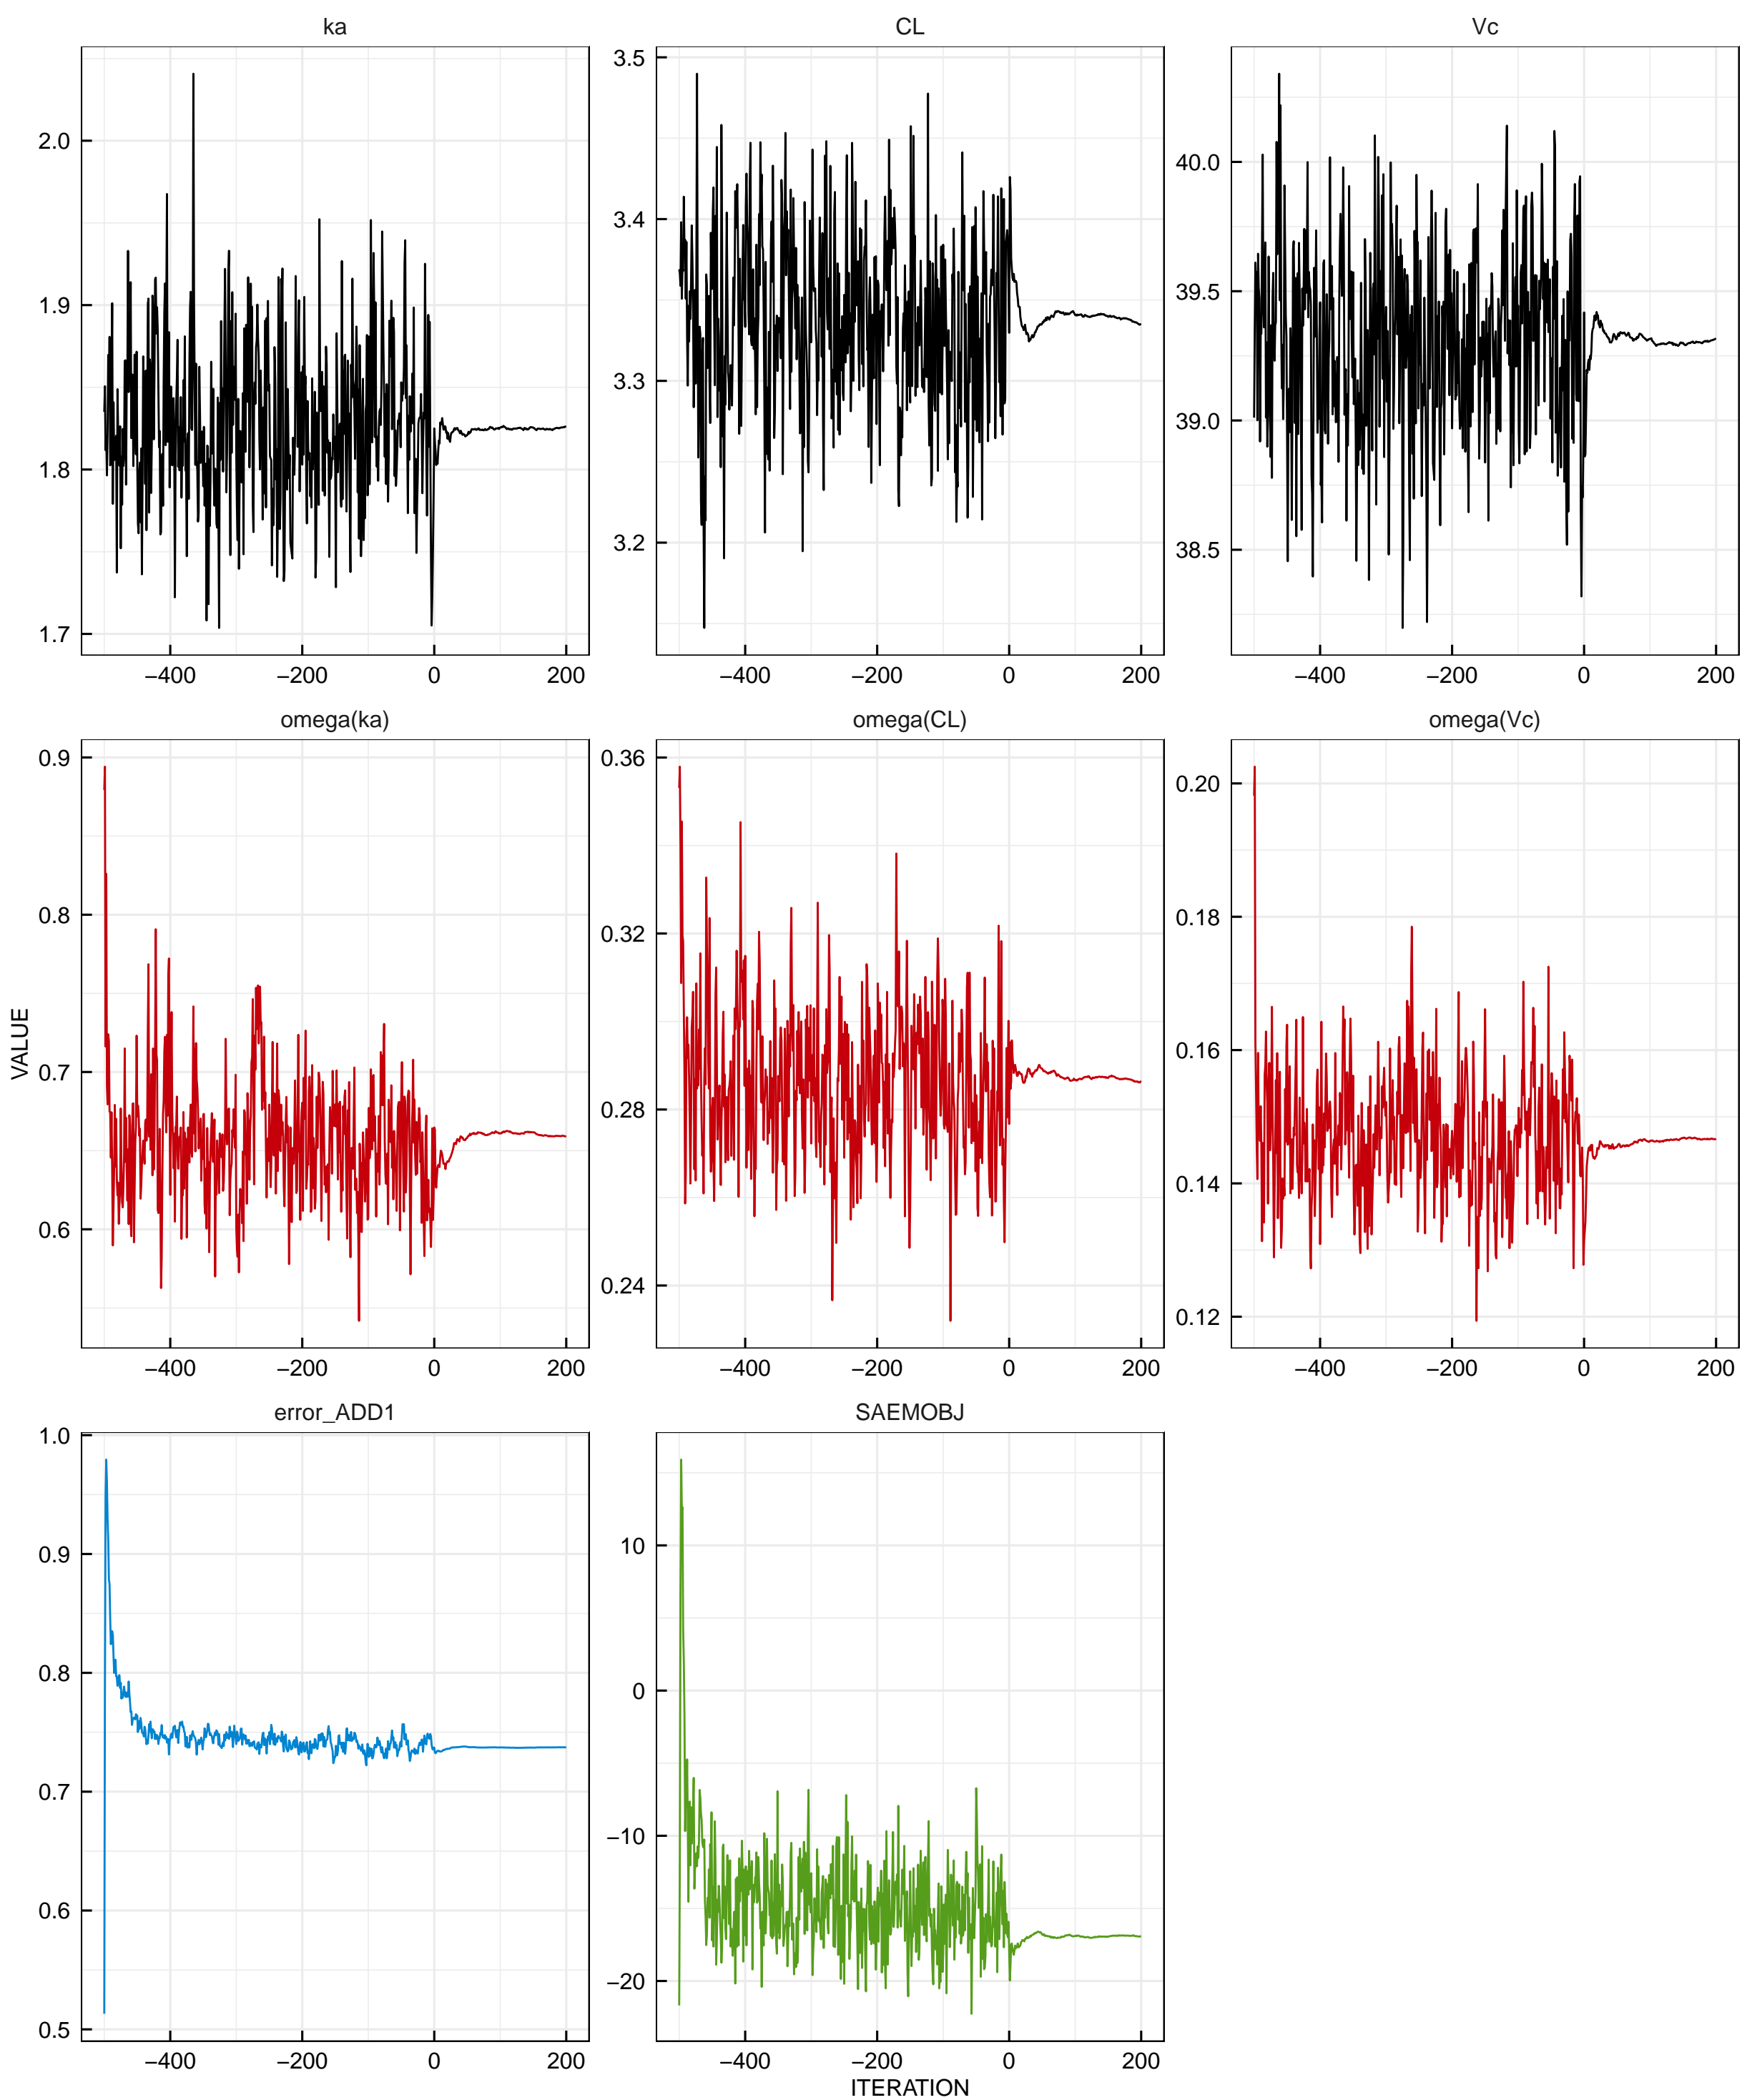 ka CL Vc
2.0
1.9
1.8
1.7
−400 −200 0 200
3.5
3.4
3.3
3.2
−400 −200 0 200
40.0
39.5
39.0
38.5
−400 −200 0 200
omega(ka) omega(CL) omega(Vc)
0.9
0.8
0.7
0.6
−400 −200 0 200
0.36
0.32
0.28
0.24
−400 −200 0 200
0.20
0.18
0.16
0.14
0.12
−400 −200 0 200
VALUE
error_ADD1 SAEMOBJ
1.0
0.9
0.8
0.7
0.6
0.5
−400 −200 0 200
10
0
−10
−20
−400 −200 0 200
ITERATION